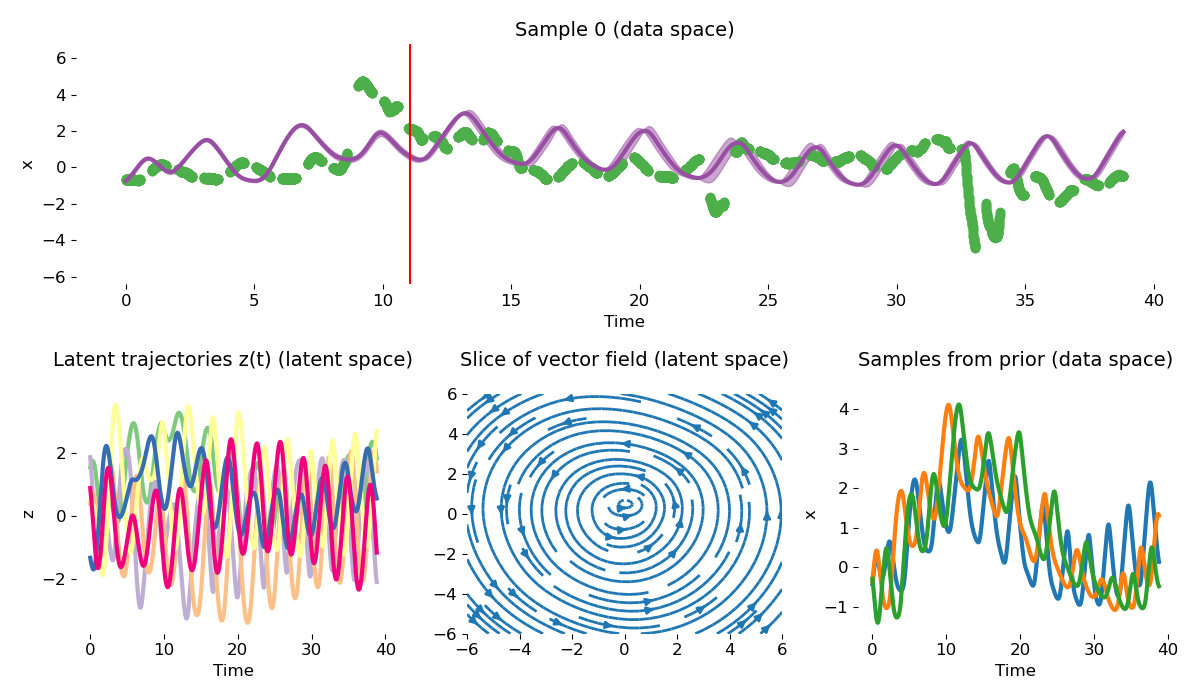 Sample 0 (data space)
x
6
4
2
0
−2
−4
−6
0 5 10 15 20 25 30 35 40
Time
Latent trajectories z(t) (latent space)
z
2
0
−2
0 10 20 30 40
Time
Slice of vector field (latent space)
6
4
2
0
−2
−4
−6
−6 −4 −2 0 2 4 6
Samples from prior (data space)
x
4
3
2
1
0
−1
0 10 20 30 40
Time